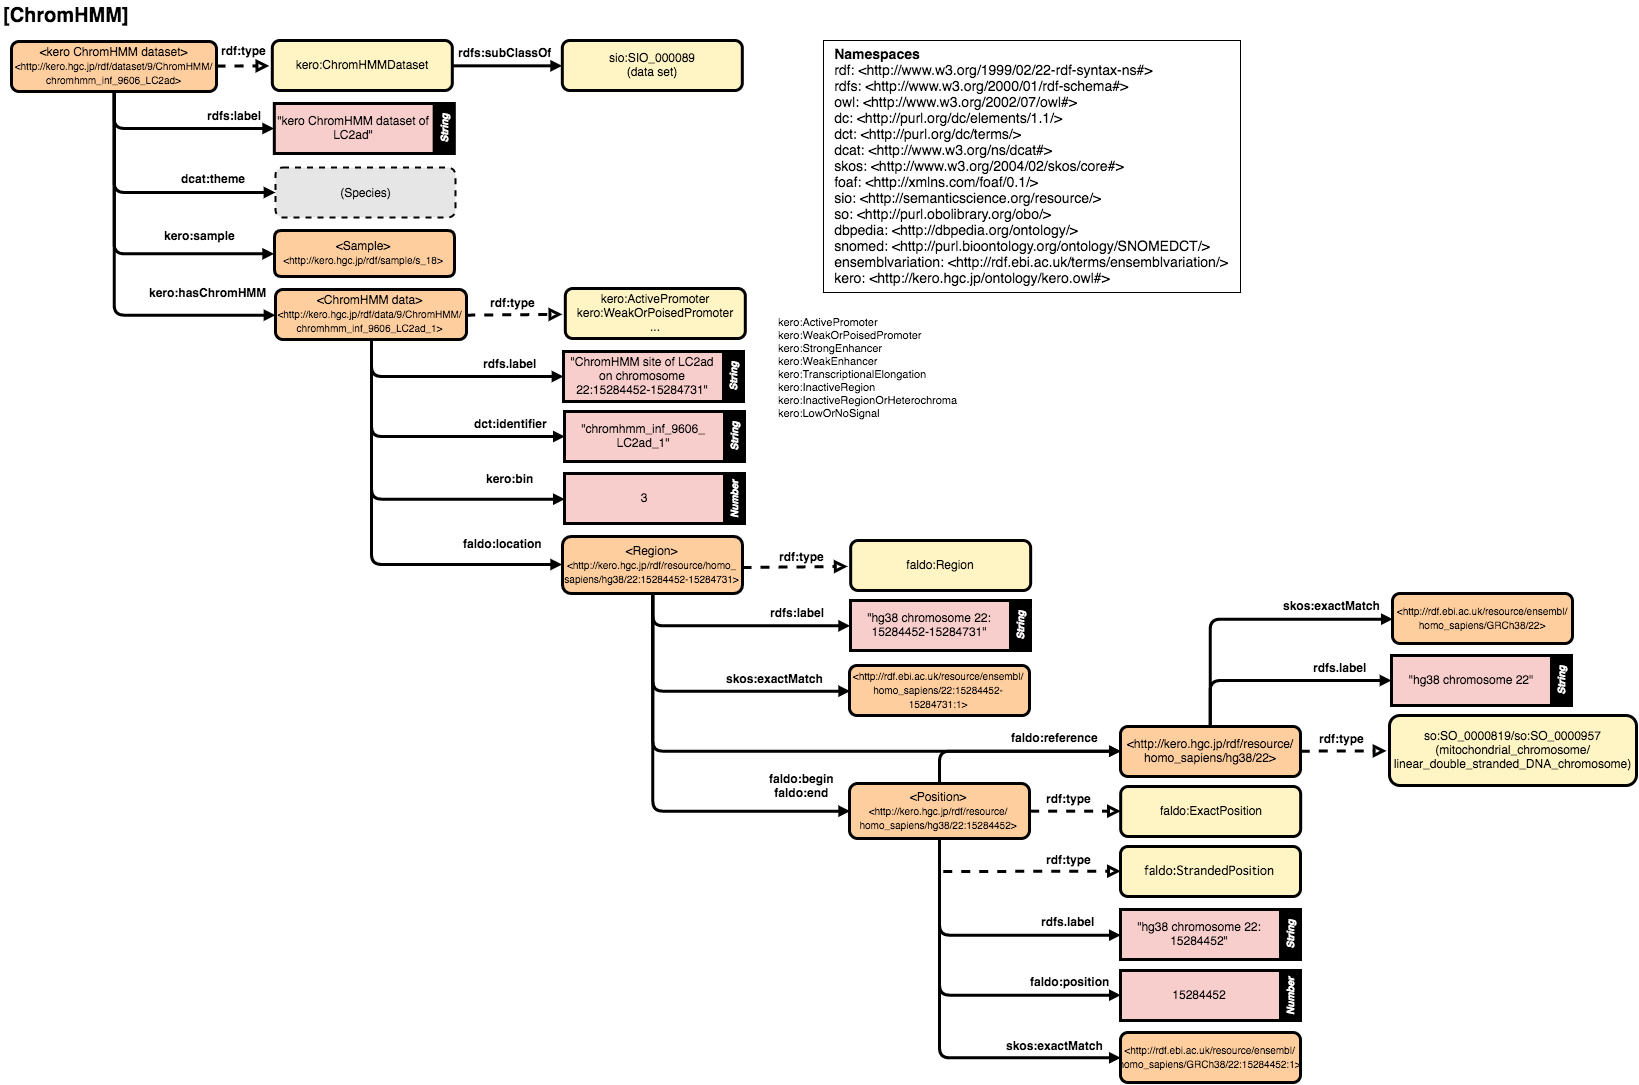 [ChromHMM]
<kero ChromHMM dataset>
<http://kero.hgc.jp/rdf/dataset/9/ChromHMM/
chromhmm_inf_9606_LC2ad>
rdf:type
kero:ChromHMMDataset
rdfs:subClassOf
sio:SIO_000089
(data set)
rdfs:label
"kero ChromHMM dataset of
LC2ad"
String
dcat:theme
(Species)
kero:sample
<Sample>
<http://kero.hgc.jp/rdf/sample/s_18>
kero:hasChromHMM
<ChromHMM data>
<http://kero.hgc.jp/rdf/data/9/ChromHMM/
chromhmm_inf_9606_LC2ad_1>
rdf:type
kero:ActivePromoter
kero:WeakOrPoisedPromoter
...
Namespaces
rdf: <http://www.w3.org/1999/02/22-rdf-syntax-ns#>
rdfs: <http://www.w3.org/2000/01/rdf-schema#>
owl: <http://www.w3.org/2002/07/owl#>
dc: <http://purl.org/dc/elements/1.1/>
dct: <http://purl.org/dc/terms/>
dcat: <http://www.w3.org/ns/dcat#>
skos: <http://www.w3.org/2004/02/skos/core#>
foaf: <http://xmlns.com/foaf/0.1/>
sio: <http://semanticscience.org/resource/>
so: <http://purl.obolibrary.org/obo/>
dbpedia: <http://dbpedia.org/ontology/>
snomed: <http://purl.bioontology.org/ontology/SNOMEDCT/>
ensemblvariation: <http://rdf.ebi.ac.uk/terms/ensemblvariation/>
kero: <http://kero.hgc.jp/ontology/kero.owl#>
kero:ActivePromoter
kero:WeakOrPoisedPromoter
kero:StrongEnhancer
kero:WeakEnhancer
kero:TranscriptionalElongation
kero:InactiveRegion
kero:InactiveRegionOrHeterochroma
kero:LowOrNoSignal
rdfs.label
"ChromHMM site of LC2ad
on chromosome
22:15284452-15284731"
String
dct:identifier
"chromhmm_inf_9606_
LC2ad_1"
String
kero:bin
3
Number
faldo:location
<Region>
<http://kero.hgc.jp/rdf/resource/homo_
sapiens/hg38/22:15284452-15284731>
rdf:type
faldo:Region
rdfs:label
"hg38 chromosome 22:
15284452-15284731"
String
skos:exactMatch
<http://rdf.ebi.ac.uk/resource/ensembl/
homo_sapiens/22:15284452-
15284731:1>
faldo:reference
<http://kero.hgc.jp/rdf/resource/
homo_sapiens/hg38/22>
skos:exactMatch
<http://rdf.ebi.ac.uk/resource/ensembl/
homo_sapiens/GRCh38/22>
rdfs.label
"hg38 chromosome 22"
String
rdf:type
so:SO_0000819/so:SO_0000957
(mitochondrial_chromosome/
linear_double_stranded_DNA_chromosome)
faldo:begin
faldo:end
<Position>
<http://kero.hgc.jp/rdf/resource/
homo_sapiens/hg38/22:15284452>
rdf:type
faldo:ExactPosition
rdf:type
faldo:StrandedPosition
rdfs.label
"hg38 chromosome 22:
15284452"
String
faldo:position
15284452
Number
skos:exactMatch
<http://rdf.ebi.ac.uk/resource/ensembl/
homo_sapiens/GRCh38/22:15284452:1>